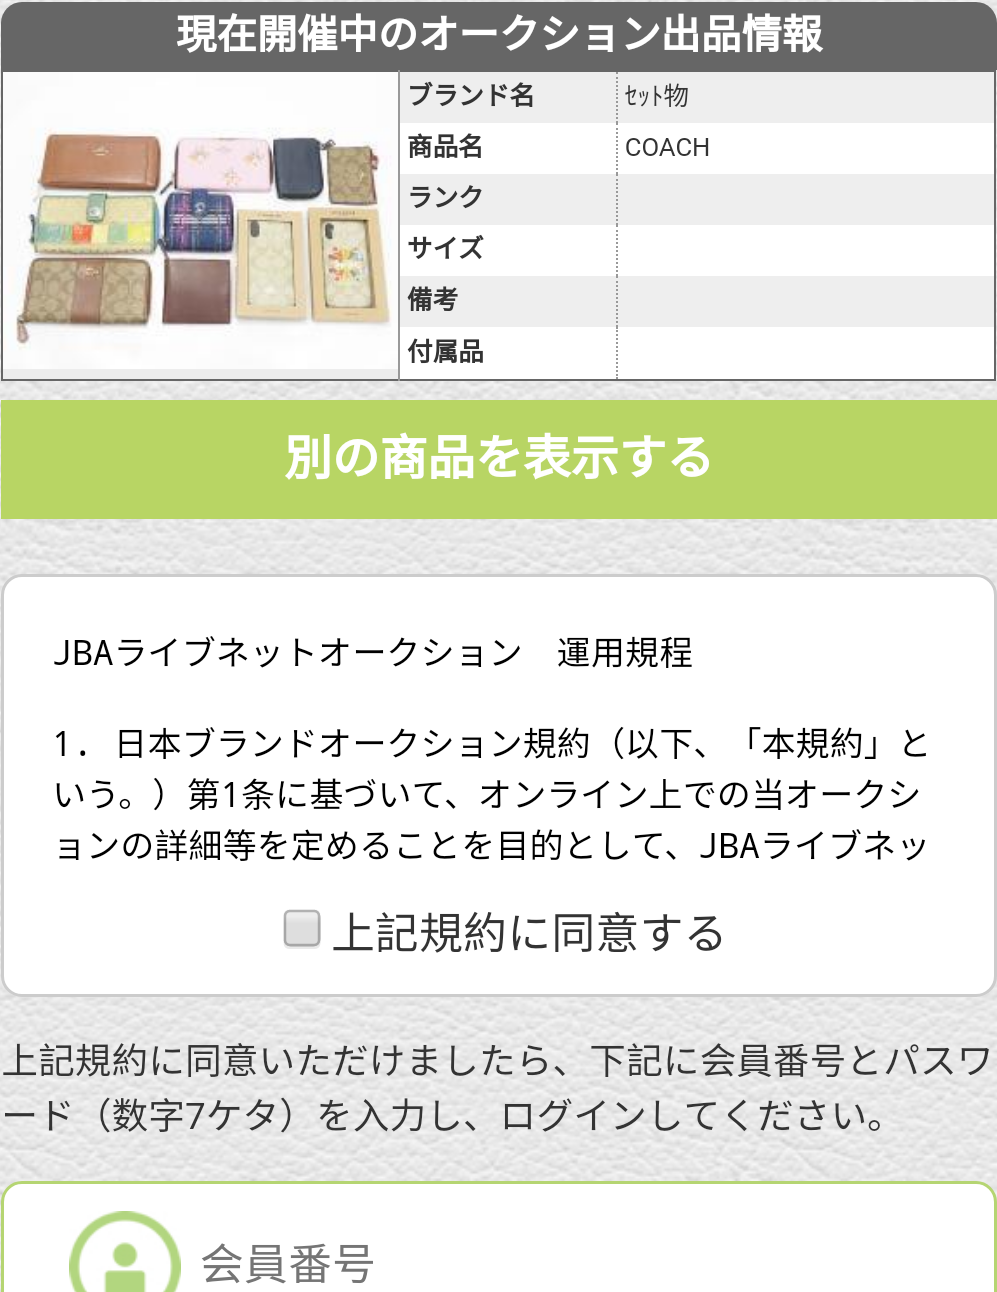 現在開催中のオークション出品情報
ブランド名 ｾｯﾄ物
商品名 COACH
ランク
サイズ
備考
付属品
別の商品を表示する
JBAライブネットオークション　運用規程
1．日本ブランドオークション規約（以下、「本規約」と
いう。）第1条に基づいて、オンライン上での当オークシ
ョンの詳細等を定めることを目的として、JBAライブネッ
上記規約に同意する
上記規約に同意いただけましたら、下記に会員番号とパスワ
ード（数字7ケタ）を入力し、ログインしてください。
会員番号